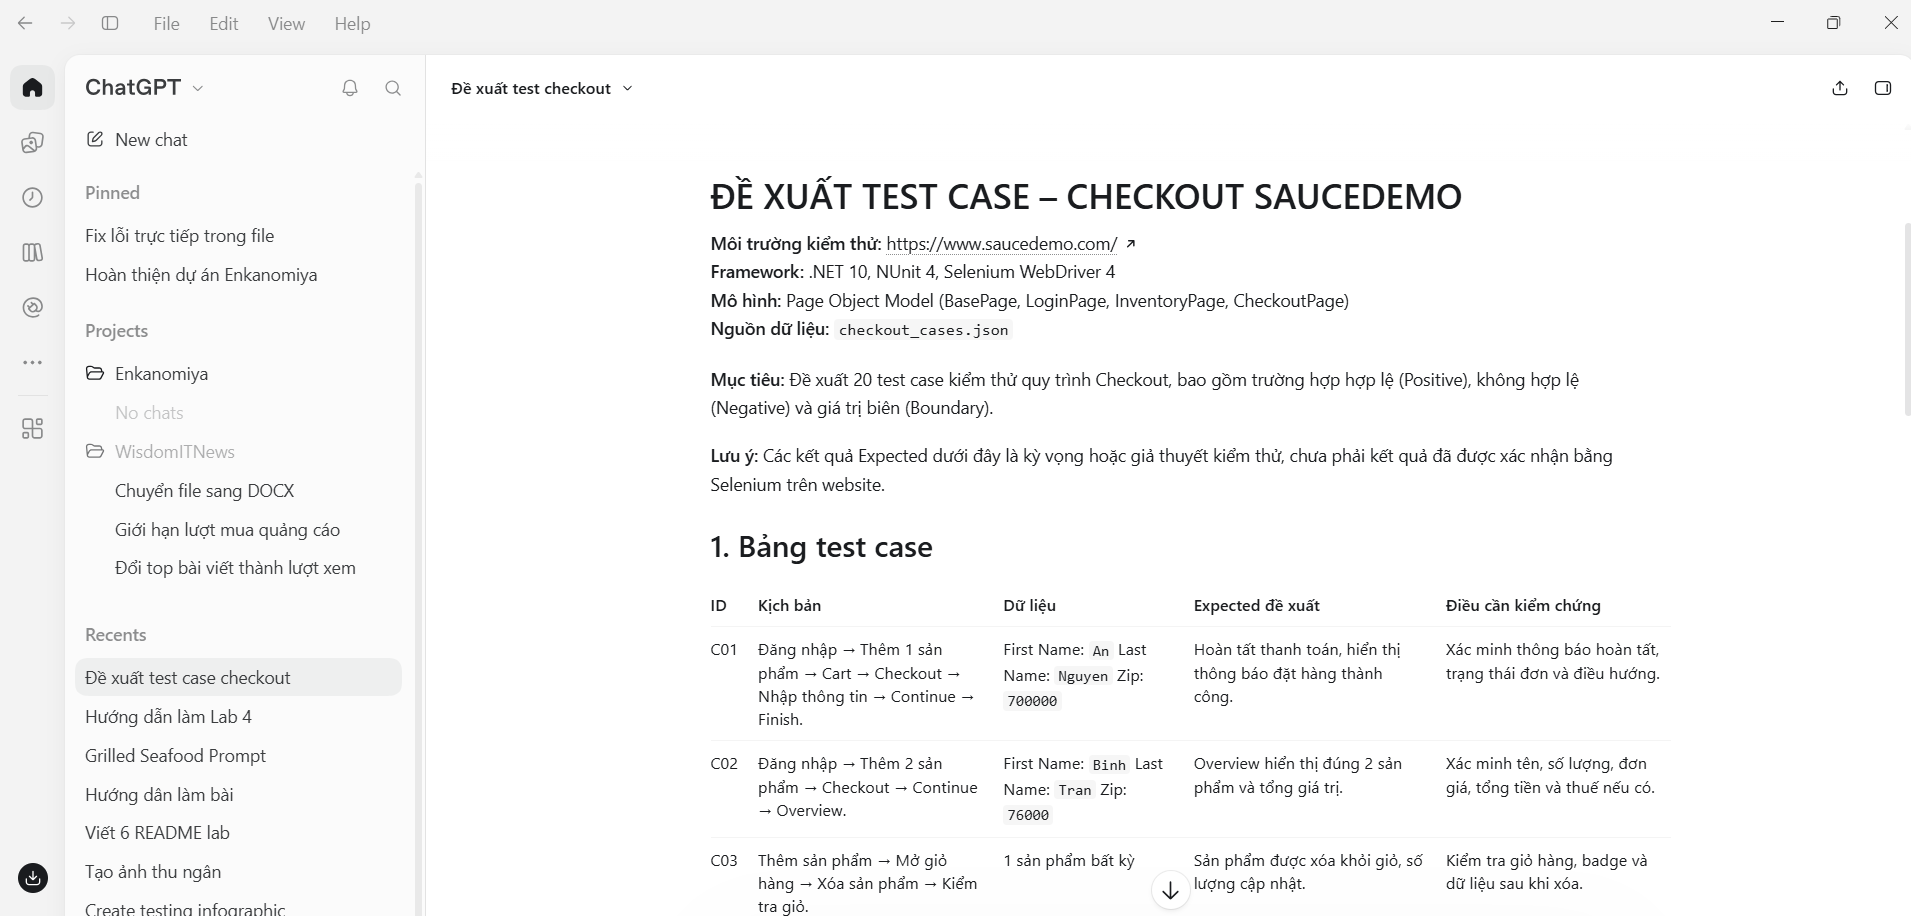 File Edit View Help
ChatGPT
New chat
Pinned
Fix lỗi trực tiếp trong file
Hoàn thiện dự án Enkanomiya
Projects
Enkanomiya
No chats
WisdomITNews
Chuyển file sang DOCX
Giới hạn lượt mua quảng cáo
Đổi top bài viết thành lượt xem
Recents
Đề xuất test case checkout
Hướng dẫn làm Lab 4
Grilled Seafood Prompt
Hướng dân làm bài
Viết 6 README lab
Tạo ảnh thu ngân
Create testing infographic
Đề xuất test checkout
ĐỀ XUẤT TEST CASE – CHECKOUT SAUCEDEMO
Môi trường kiểm thử: https://www.saucedemo.com/ ↗
Framework: .NET 10, NUnit 4, Selenium WebDriver 4
Mô hình: Page Object Model (BasePage, LoginPage, InventoryPage, CheckoutPage)
Nguồn dữ liệu: checkout_cases.json
Mục tiêu: Đề xuất 20 test case kiểm thử quy trình Checkout, bao gồm trường hợp hợp lệ (Positive), không hợp lệ
(Negative) và giá trị biên (Boundary).
Lưu ý: Các kết quả Expected dưới đây là kỳ vọng hoặc giả thuyết kiểm thử, chưa phải kết quả đã được xác nhận bằng
Selenium trên website.
1. Bảng test case
ID Kịch bản Dữ liệu Expected đề xuất Điều cần kiểm chứng
C01 Đăng nhập → Thêm 1 sản First Name: An Last Hoàn tất thanh toán, hiển thị Xác minh thông báo hoàn tất,
phẩm → Cart → Checkout → Name: Nguyen Zip: thông báo đặt hàng thành trạng thái đơn và điều hướng.
Nhập thông tin → Continue → 700000 công.
Finish.
C02 Đăng nhập → Thêm 2 sản First Name: Binh Last Overview hiển thị đúng 2 sản Xác minh tên, số lượng, đơn
phẩm → Checkout → Continue Name: Tran Zip: phẩm và tổng giá trị. giá, tổng tiền và thuế nếu có.
→ Overview. 76000
C03 Thêm sản phẩm → Mở giỏ 1 sản phẩm bất kỳ Sản phẩm được xóa khỏi giỏ, số Kiểm tra giỏ hàng, badge và
hàng → Xóa sản phẩm → Kiểm lượng cập nhật. dữ liệu sau khi xóa.
tra giỏ.